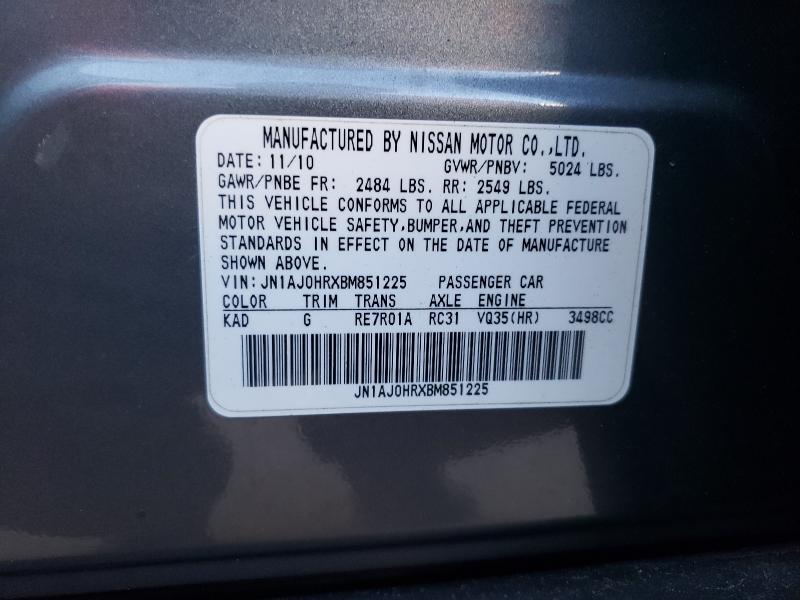 MANUFACTURED BY NISSAN MOTOR CO.,LTD.
DATE: 11/10 GVWR/PNBV: 5024 LBS.
GAWR/PNBE FR: 2484 LBS. RR: 2549 LBS.
THIS VEHICLE CONFORMS TO ALL APPLICABLE FEDERAL
MOTOR VEHICLE SAFETY,BUMPER,AND THEFT PREVENTION
STANDARDS IN EFFECT ON THE DATE OF MANUFACTURE
SHOWN ABOVE.
VIN: JN1AJ0HRXBM851225 PASSENGER CAR
COLOR TRIM TRANS AXLE ENGINE
KAD G RE7R01A RC31 VQ35(HR) 3498CC
JN1AJ0HRXBM851225